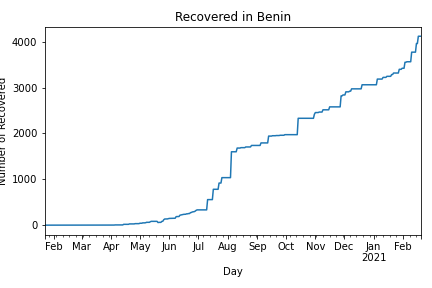 Recovered in Benin
Number of Recovered
4000
3000
2000
1000
0
Feb Mar Apr May Jun Jul Aug Sep Oct Nov Dec Jan Feb
2021
Day